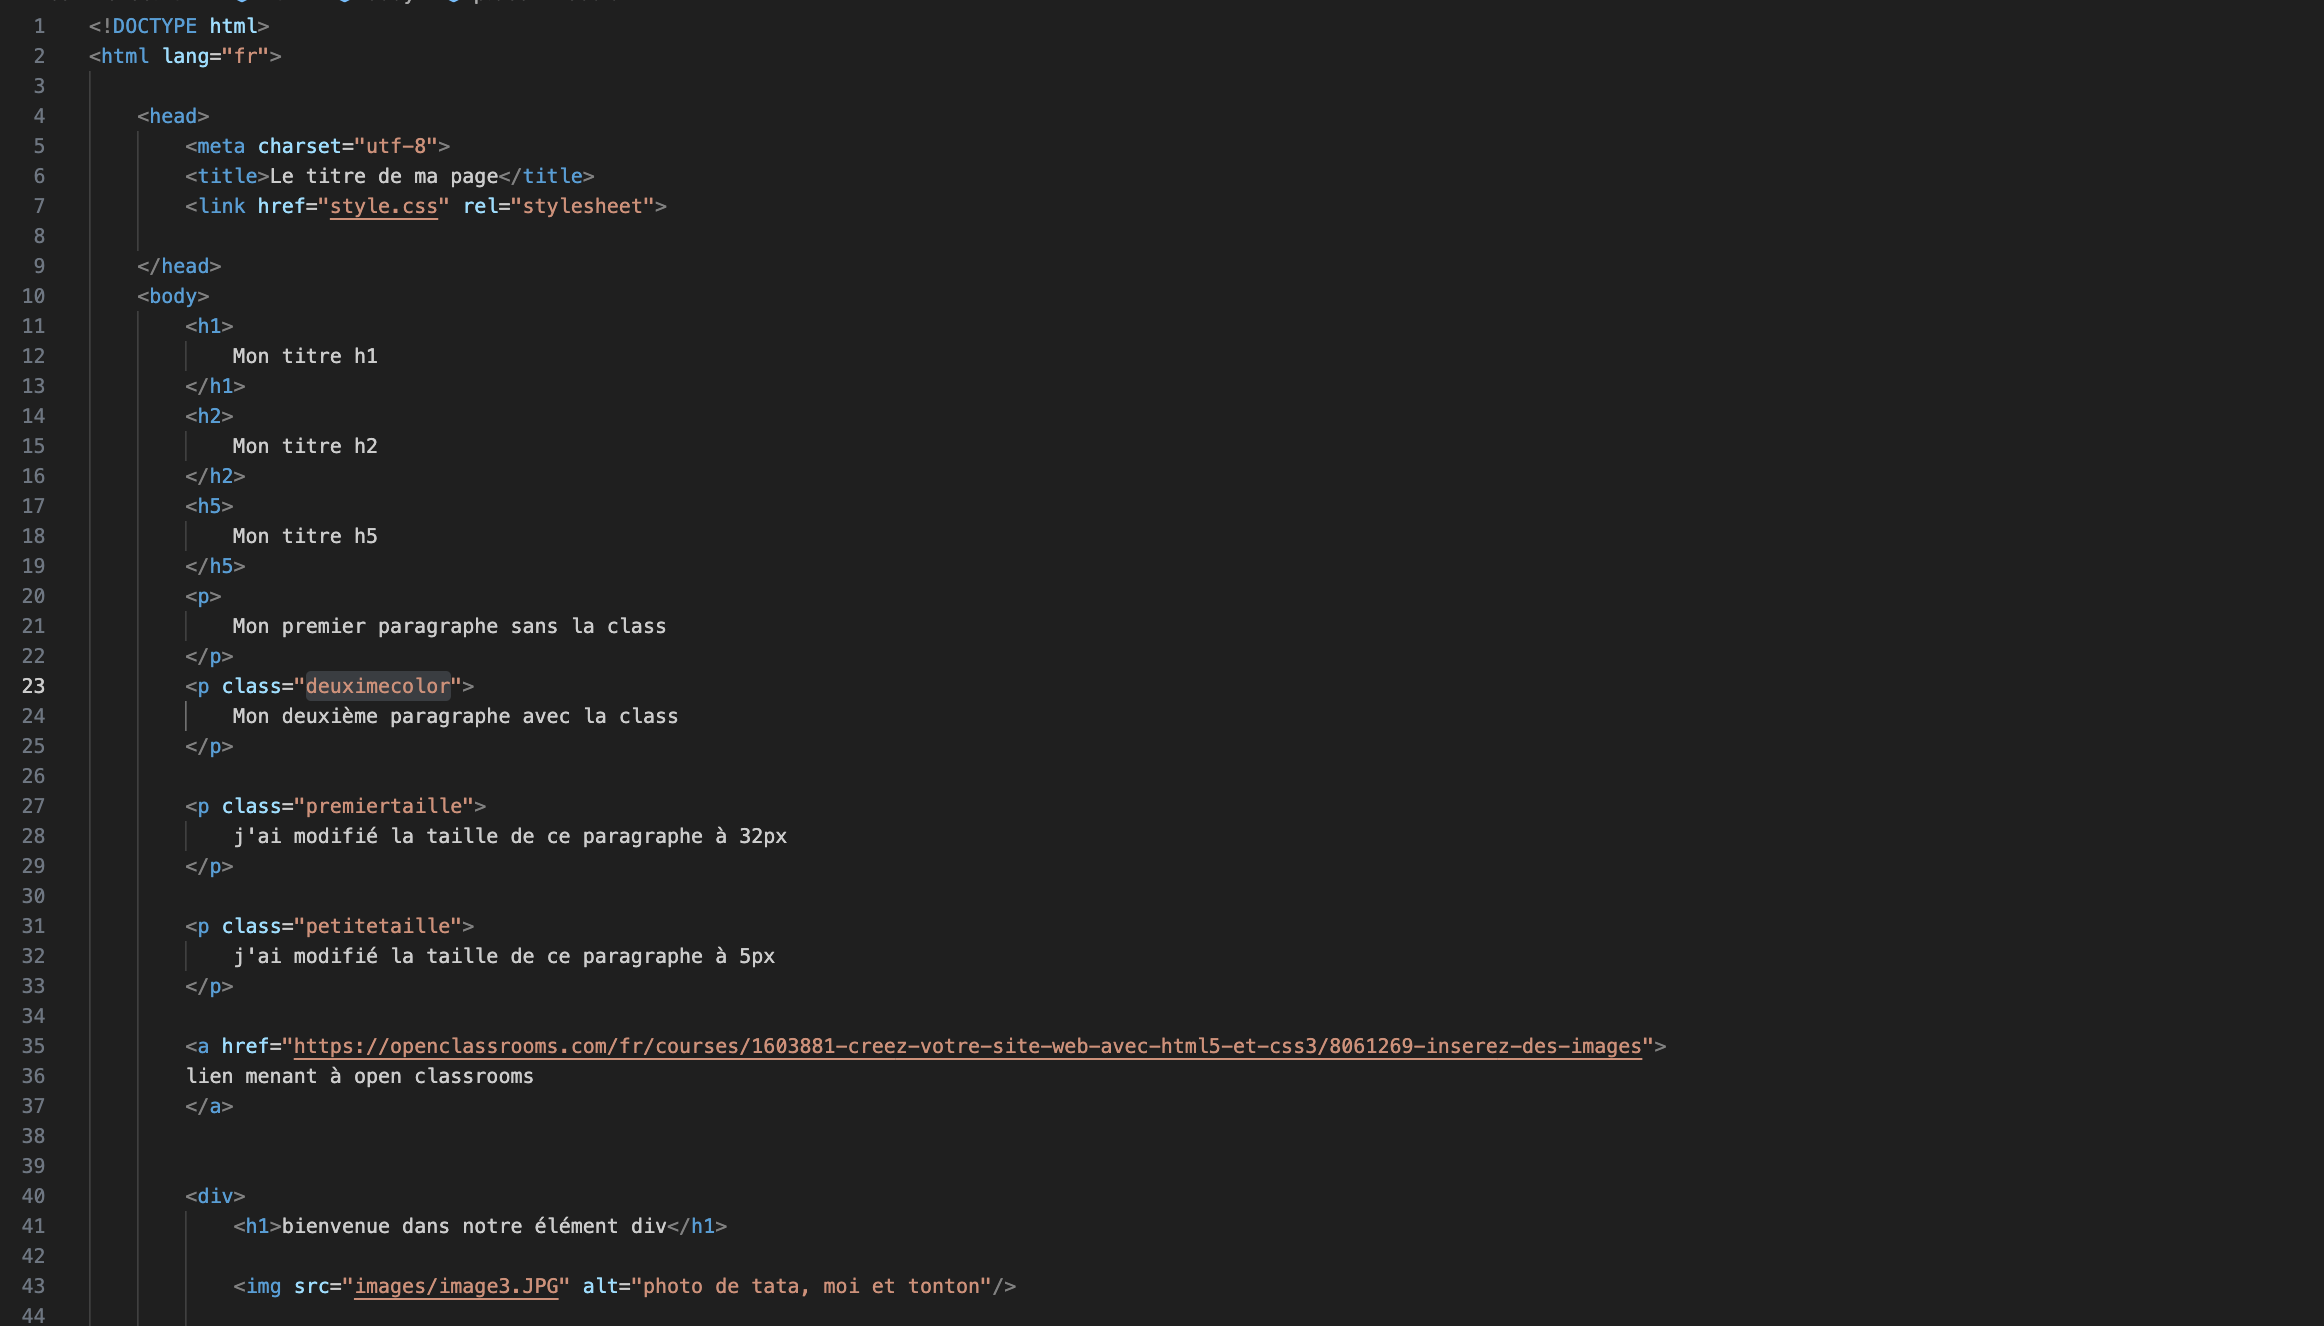 1 <!DOCTYPE html>
2 <html lang="fr">
3
4 <head>
5 <meta charset="utf-8">
6 <title>Le titre de ma page</title>
7 <link href="style.css" rel="stylesheet">
8
9 </head>
10 <body>
11 <h1>
12 Mon titre h1
13 </h1>
14 <h2>
15 Mon titre h2
16 </h2>
17 <h5>
18 Mon titre h5
19 </h5>
20 <p>
21 Mon premier paragraphe sans la class
22 </p>
23 <p class="deuximecolor">
24 Mon deuxième paragraphe avec la class
25 </p>
26
27 <p class="premiertaille">
28 j'ai modifié la taille de ce paragraphe à 32px
29 </p>
30
31 <p class="petitetaille">
32 j'ai modifié la taille de ce paragraphe à 5px
33 </p>
34
35 <a href="https://openclassrooms.com/fr/courses/1603881-creez-votre-site-web-avec-html5-et-css3/8061269-inserez-des-images">
36 lien menant à open classrooms
37 </a>
38
39
40 <div>
41 <h1>bienvenue dans notre élément div</h1>
42
43 <img src="images/image3.JPG" alt="photo de tata, moi et tonton"/>
44